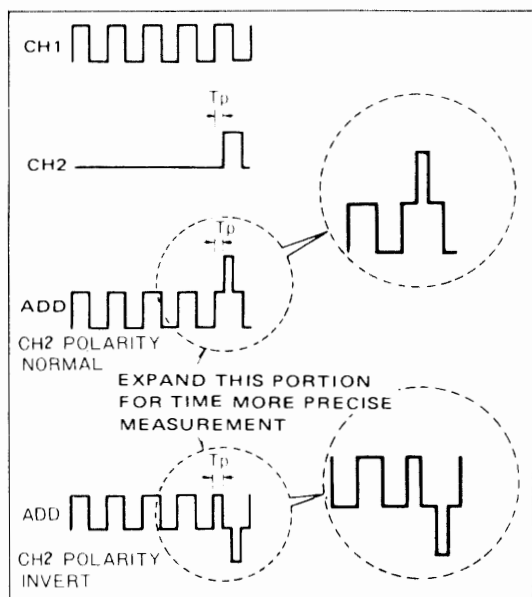 CH1
Tp
CH2
Tp
ADD
CH2 POLARITY
NORMAL
EXPAND THIS PORTION
FOR TIME MORE PRECISE
MEASUREMENT
Tp
ADD
CH2 POLARITY
INVERT